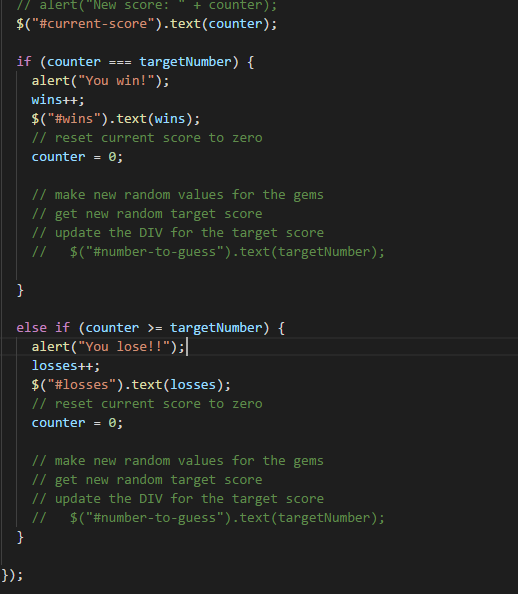 // alert("New score: " + counter);
$("#current-score").text(counter);
if (counter === targetNumber) {
alert("You win!");
wins++;
$("#wins").text(wins);
// reset current score to zero
counter = 0;
// make new random values for the gems
// get new random target score
// update the DIV for the target score
//   $("#number-to-guess").text(targetNumber);
}
else if (counter >= targetNumber) {
alert("You lose!!");
losses++;
$("#losses").text(losses);
// reset current score to zero
counter = 0;
// make new random values for the gems
// get new random target score
// update the DIV for the target score
//   $("#number-to-guess").text(targetNumber);
}
});